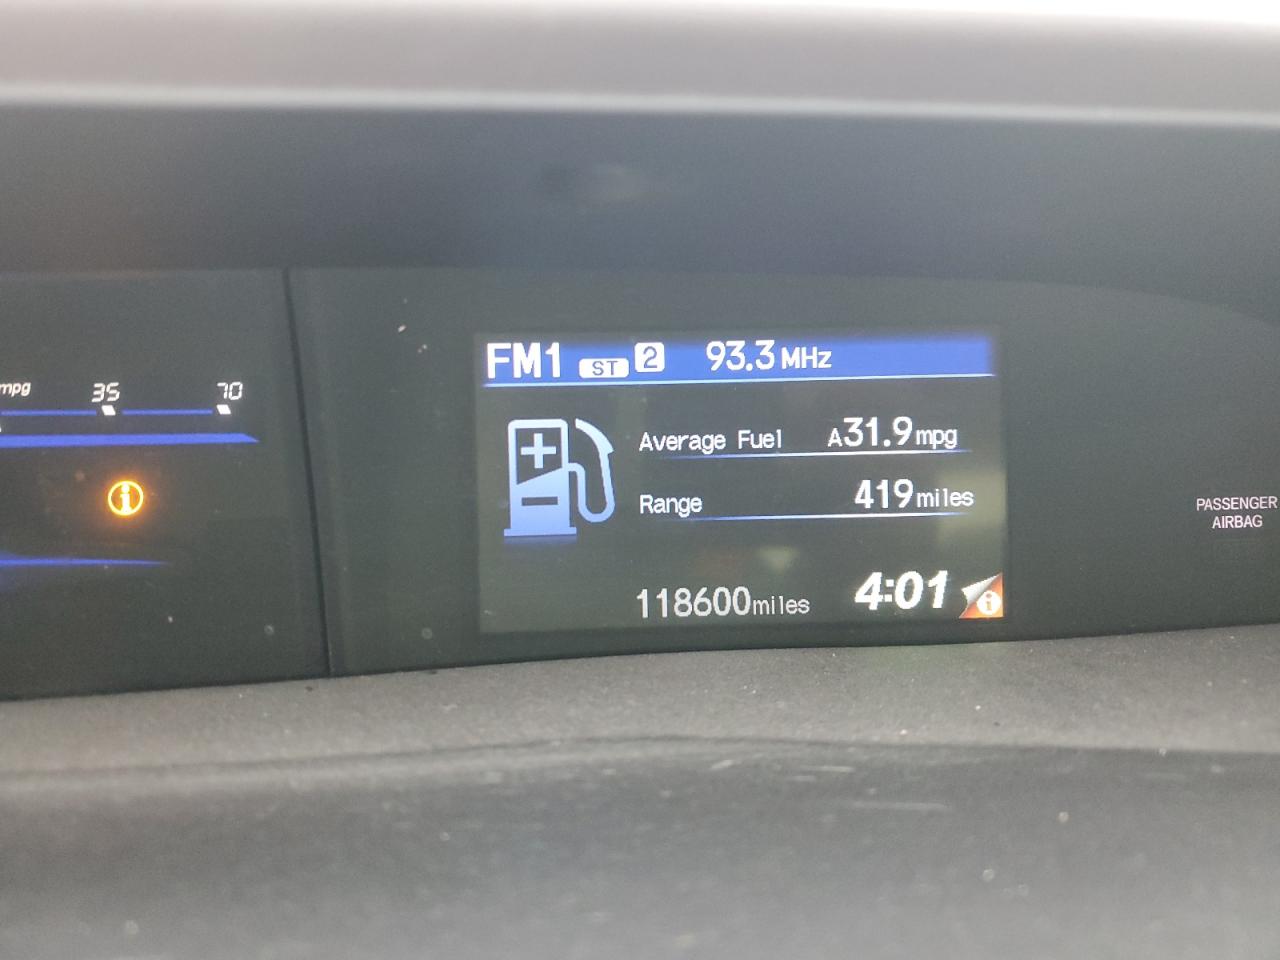 FM1 ST 2 93.3 MHz
mpg 35 70
Average Fuel A31.9mpg
Range 419miles
118600miles 4:01 i
i
PASSENGER
AIRBAG